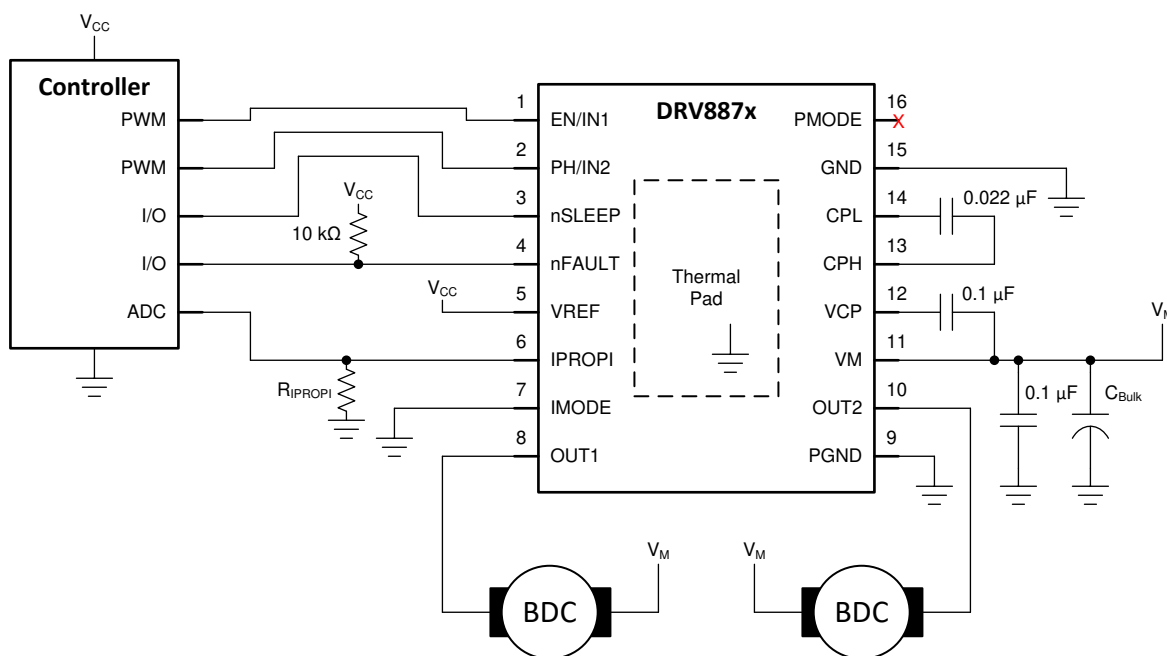 VCC
Controller
PWM
PWM
I/O
I/O
ADC
VCC
10 kΩ
VCC
RIPROPI
DRV887x
1
EN/IN1
2
PH/IN2
3
nSLEEP
4
nFAULT
5
VREF
6
IPROPI
7
IMODE
8
OUT1
Thermal
Pad
16
PMODE
X
15
GND
14
CPL
13
CPH
12
VCP
11
VM
10
OUT2
9
PGND
0.022 µF
0.1 µF
VM
0.1 µF
CBulk
VM
BDC
VM
BDC